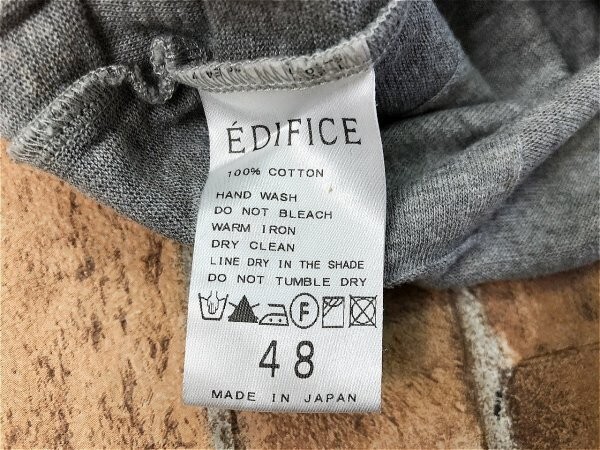 ÉDIFICE
100% COTTON
HAND WASH
DO NOT BLEACH
WARM IRON
DRY CLEAN
LINE DRY IN THE SHADE
DO NOT TUMBLE DRY
F
48
MADE IN JAPAN